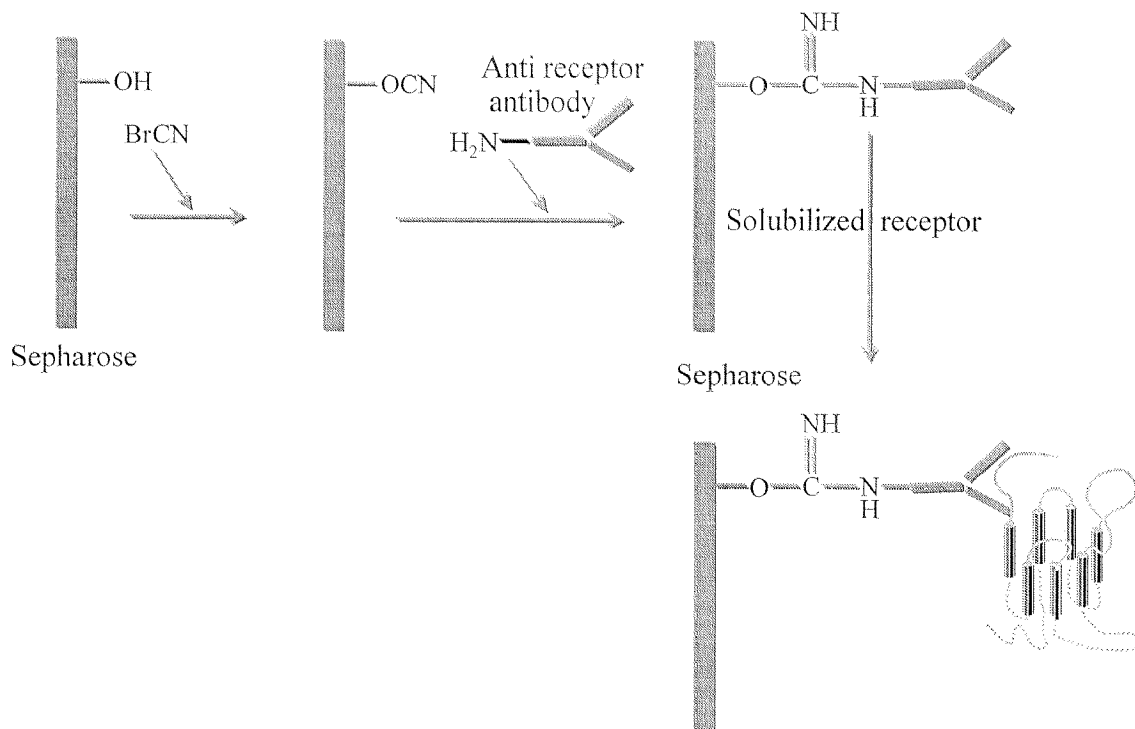 OH
BrCN
Sepharose
OCN
Anti receptor
antibody
H₂N
NH
O C N
H
Solubilized receptor
Sepharose
NH
O C N
H